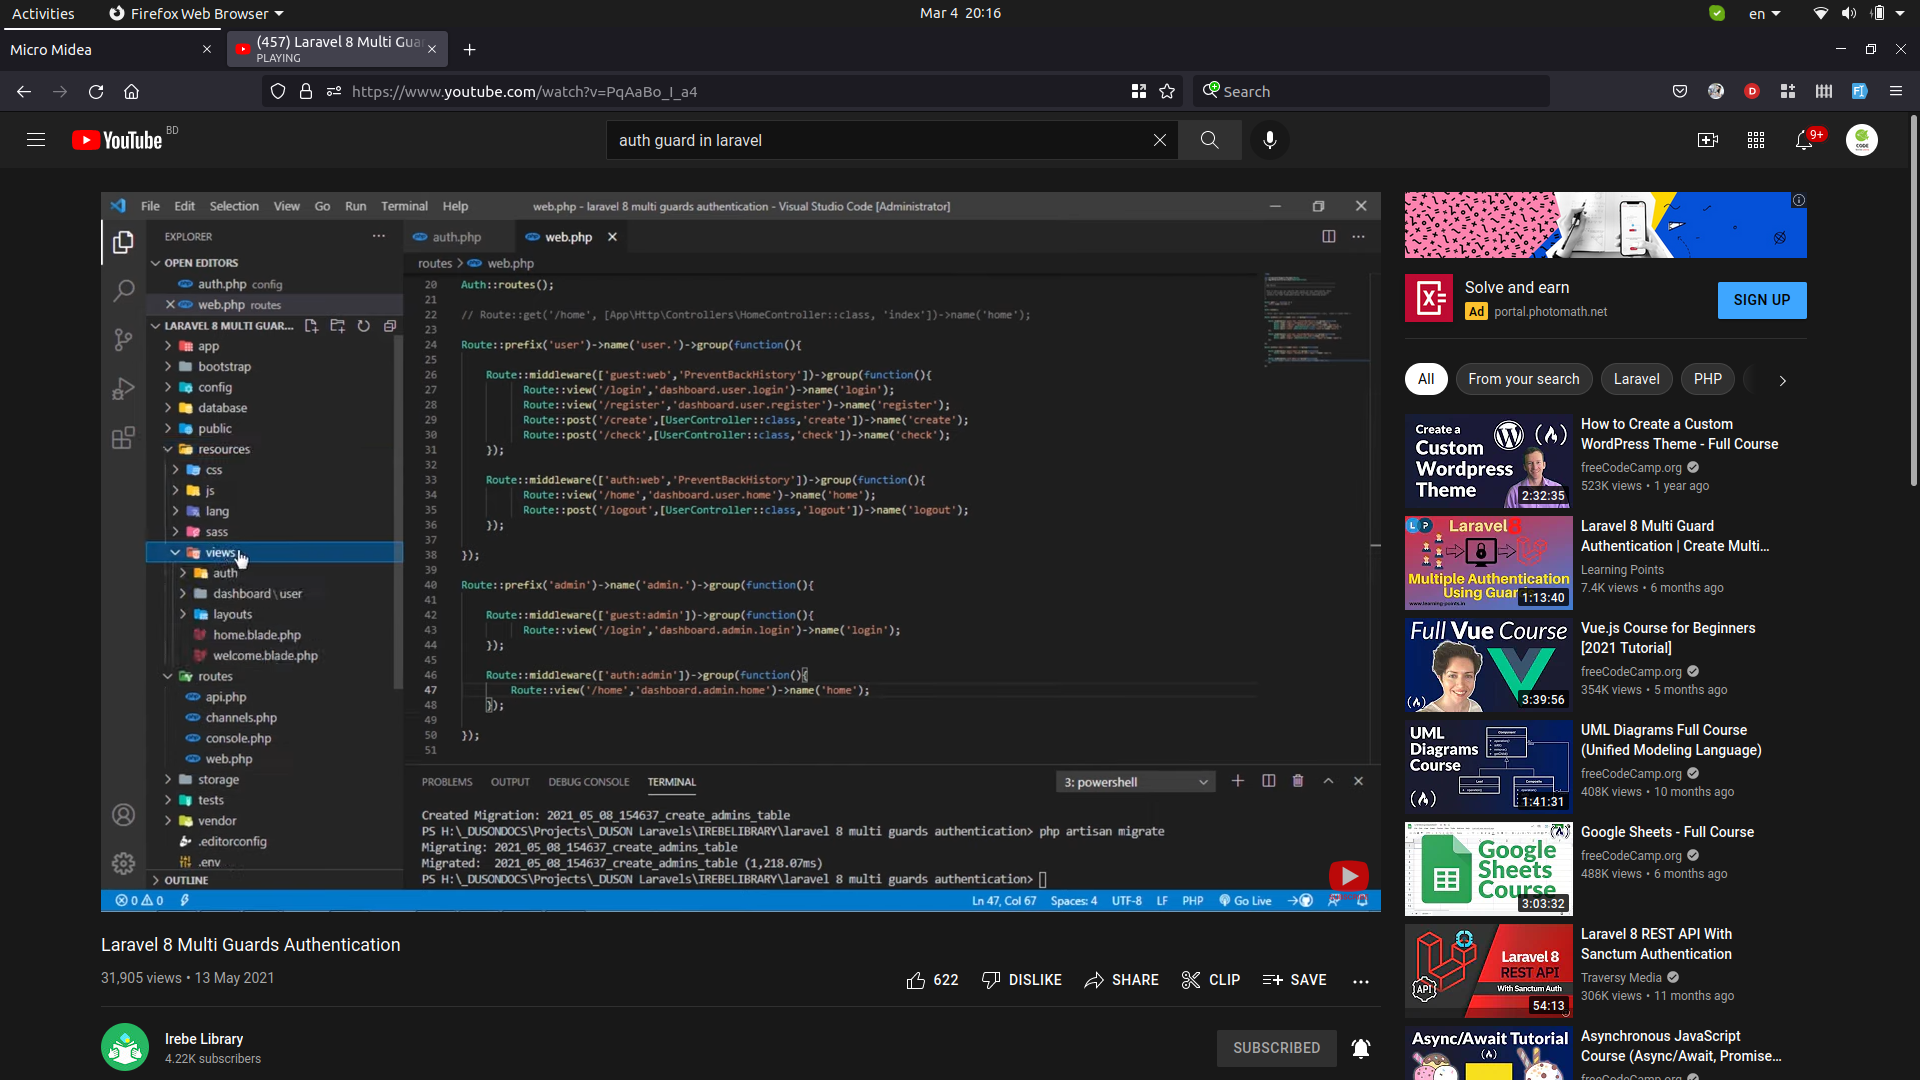 Activities
Firefox Web Browser
Mar 4 20:16
en
Micro Midea
(457) Laravel 8 Multi Gua
PLAYING
https://www.youtube.com/watch?v=PqAaBo_I_a4
Search
YouTube BD
auth guard in laravel
9+
File Edit Selection View Go Run Terminal Help
web.php - laravel 8 multi guards authentication - Visual Studio Code [Administrator]
EXPLORER
OPEN EDITORS
auth.php config
web.php routes
LARAVEL 8 MULTI GUAR...
app
bootstrap
config
database
public
resources
css
js
lang
sass
views
auth
dashboard \ user
layouts
home.blade.php
welcome.blade.php
routes
api.php
channels.php
console.php
web.php
storage
tests
vendor
.editorconfig
.env
OUTLINE
auth.php
web.php
routes > web.php
20 Auth::routes();
21
22 // Route::get('/home', [App\Http\Controllers\HomeController::class, 'index'])->name('home');
23
24 Route::prefix('user')->name('user.')->group(function(){
25
26 Route::middleware(['guest:web','PreventBackHistory'])->group(function(){
27 Route::view('/login','dashboard.user.login')->name('login');
28 Route::view('/register','dashboard.user.register')->name('register');
29 Route::post('/create',[UserController::class,'create'])->name('create');
30 Route::post('/check',[UserController::class,'check'])->name('check');
31 });
32
33 Route::middleware(['auth:web','PreventBackHistory'])->group(function(){
34 Route::view('/home','dashboard.user.home')->name('home');
35 Route::post('/logout',[UserController::class,'logout'])->name('logout');
36 });
37
38 });
39
40 Route::prefix('admin')->name('admin.')->group(function(){
41
42 Route::middleware(['guest:admin'])->group(function(){
43 Route::view('/login','dashboard.admin.login')->name('login');
44 });
45
46 Route::middleware(['auth:admin'])->group(function(){
47 Route::view('/home','dashboard.admin.home')->name('home');
48 });
49
50 });
51
PROBLEMS OUTPUT DEBUG CONSOLE TERMINAL
3: powershell
Created Migration: 2021_05_08_154637_create_admins_table
PS H:\_DUSONDOCS\Projects\_DUSON Laravels\IREBELIBRARY\laravel 8 multi guards authentication> php artisan migrate
Migrating: 2021_05_08_154637_create_admins_table
Migrated: 2021_05_08_154637_create_admins_table (1,218.07ms)
PS H:\_DUSONDOCS\Projects\_DUSON Laravels\IREBELIBRARY\laravel 8 multi guards authentication>
0 0
Ln 47, Col 67 Spaces: 4 UTF-8 LF PHP Go Live
Laravel 8 Multi Guards Authentication
31,905 views • 13 May 2021
622 DISLIKE SHARE CLIP SAVE
Irebe Library
4.22K subscribers
SUBSCRIBED
Solve and earn
Ad portal.photomath.net
SIGN UP
All From your search Laravel PHP
Create a
Custom
Wordpress
Theme
2:32:35
How to Create a Custom
WordPress Theme - Full Course
freeCodeCamp.org
523K views • 1 year ago
L P Laravel 8
Multiple Authentication
Using Guar
1:13:40
Laravel 8 Multi Guard
Authentication | Create Multi...
Learning Points
7.4K views • 6 months ago
Full Vue Course
3:39:56
Vue.js Course for Beginners
[2021 Tutorial]
freeCodeCamp.org
354K views • 5 months ago
UML
Diagrams
Course
1:41:31
UML Diagrams Full Course
(Unified Modeling Language)
freeCodeCamp.org
408K views • 10 months ago
Google
Sheets
Course
3:03:32
Google Sheets - Full Course
freeCodeCamp.org
488K views • 6 months ago
Laravel 8
REST API
With Sanctum Auth
API
54:13
Laravel 8 REST API With
Sanctum Authentication
Traversy Media
306K views • 11 months ago
Async/Await Tutorial
Asynchronous JavaScript
Course (Async/Await, Promise...
freeCodeCamp.org